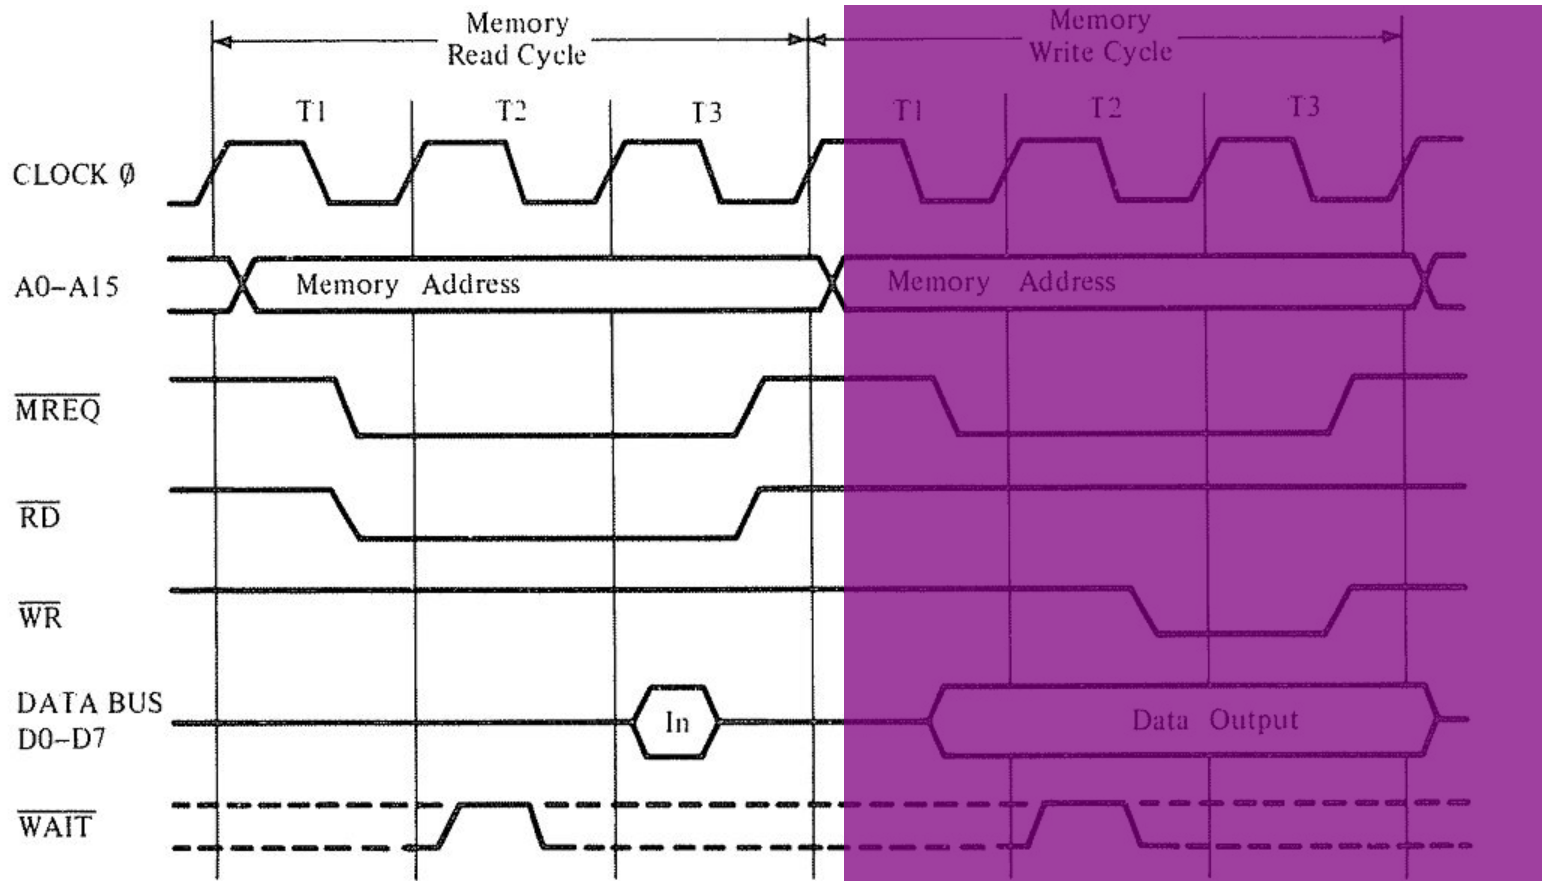 Memory
Read Cycle
Memory
Write Cycle
T1
T2
T3
T1
T2
T3
CLOCK Ø
A0–A15
Memory Address
Memory Address
MREQ
RD
WR
DATA BUS
D0–D7
In
Data Output
WAIT